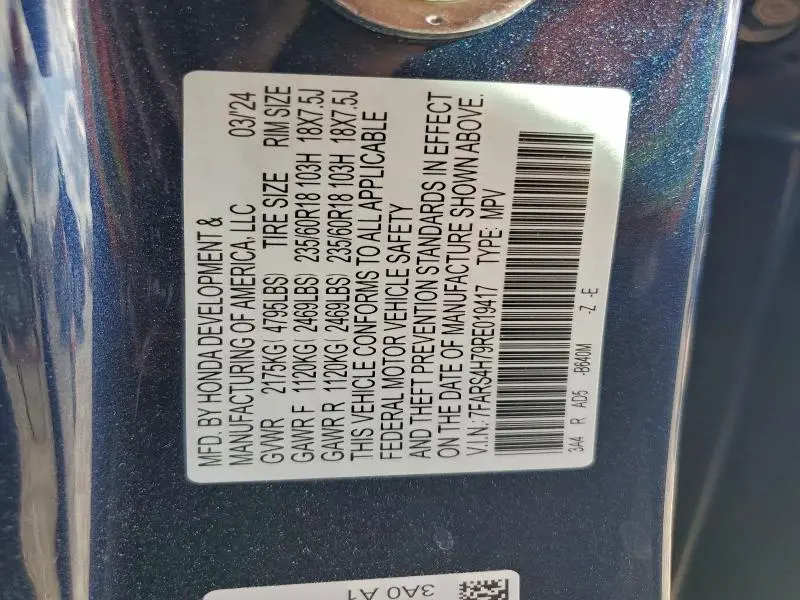 MFD. BY HONDA DEVELOPMENT &
MANUFACTURING OF AMERICA, LLC 03/'24
GVWR 2175KG( 4795LBS) TIRE SIZE RIM SIZE
GAWR F 1120KG( 2469LBS) 235/60R18 103H 18X7.5J
GAWR R 1120KG( 2469LBS) 235/60R18 103H 18X7.5J
THIS VEHICLE CONFORMS TO ALL APPLICABLE
FEDERAL MOTOR VEHICLE SAFETY
AND THEFT PREVENTION STANDARDS IN EFFECT
ON THE DATE OF MANUFACTURE SHOWN ABOVE.
V.I.N.: 7FARS4H79RE019417 TYPE: MPV
3A4 R AD5 -B640M -Z -E
3A0 A1